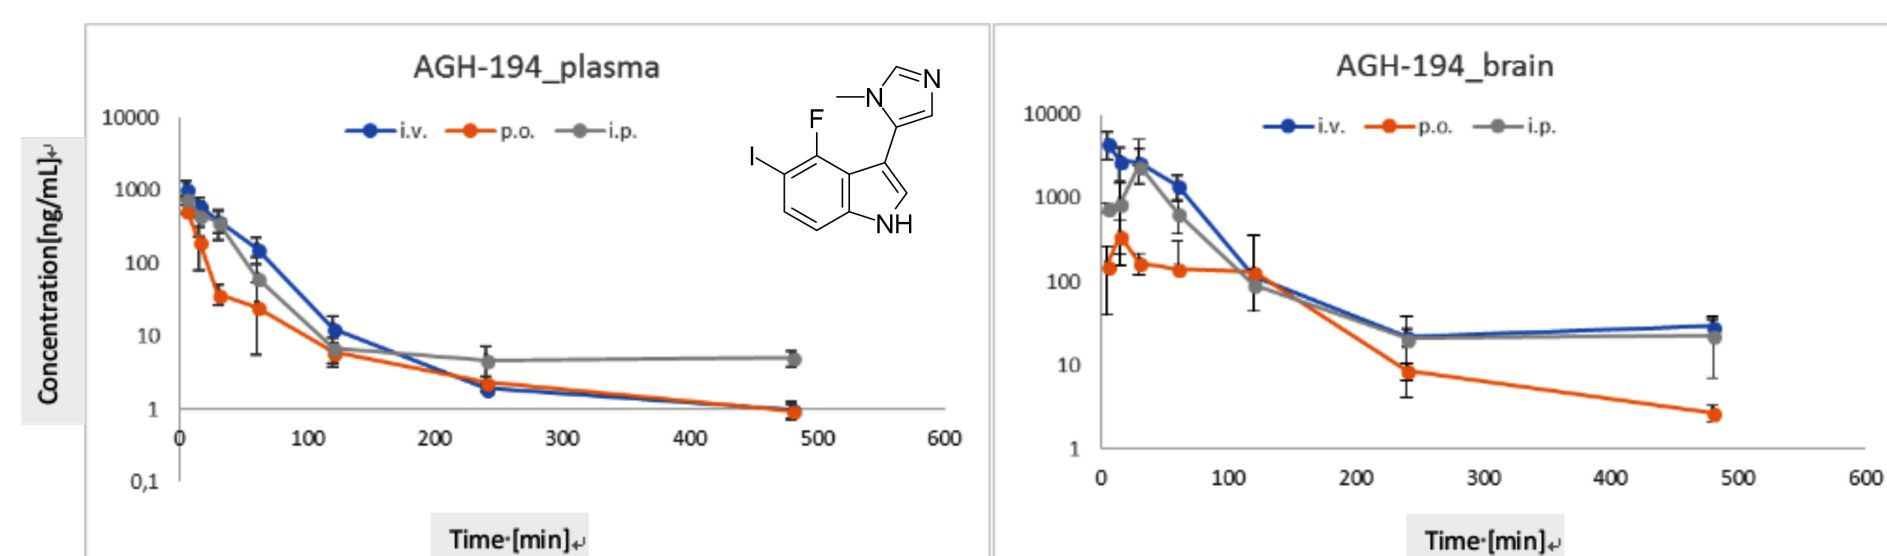 AGH-194_plasma
10000
1000
100
10
1
0,1
i.v.
p.o.
i.p.
0
100
200
300
400
500
600
Concentration[ng/mL]↵
Time·[min]↵
N
N
F
I
NH
AGH-194_brain
10000
1000
100
10
1
i.v.
p.o.
i.p.
0
100
200
300
400
500
600
Time·[min]↵